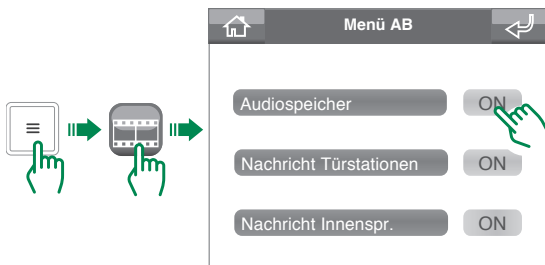 Menü AB
Audiospeicher ON
Nachricht Türstationen ON
Nachricht Innenspr. ON